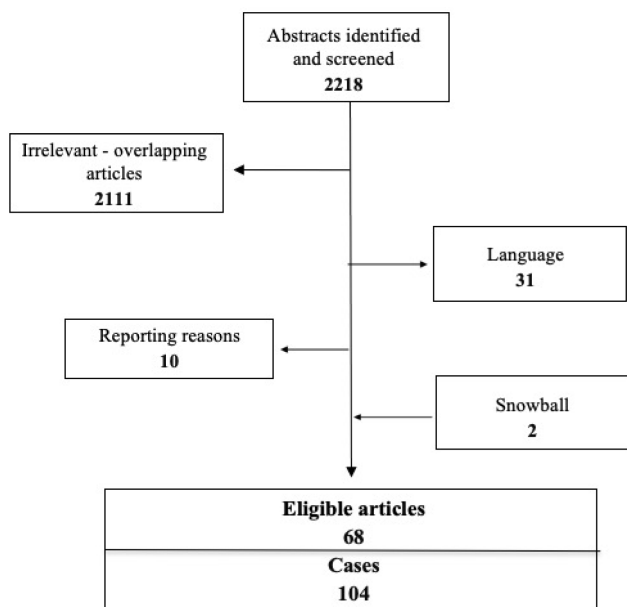 Abstracts identified
and screened
2218
Irrelevant - overlapping
articles
2111
Language
31
Reporting reasons
10
Snowball
2
Eligible articles
68
Cases
104